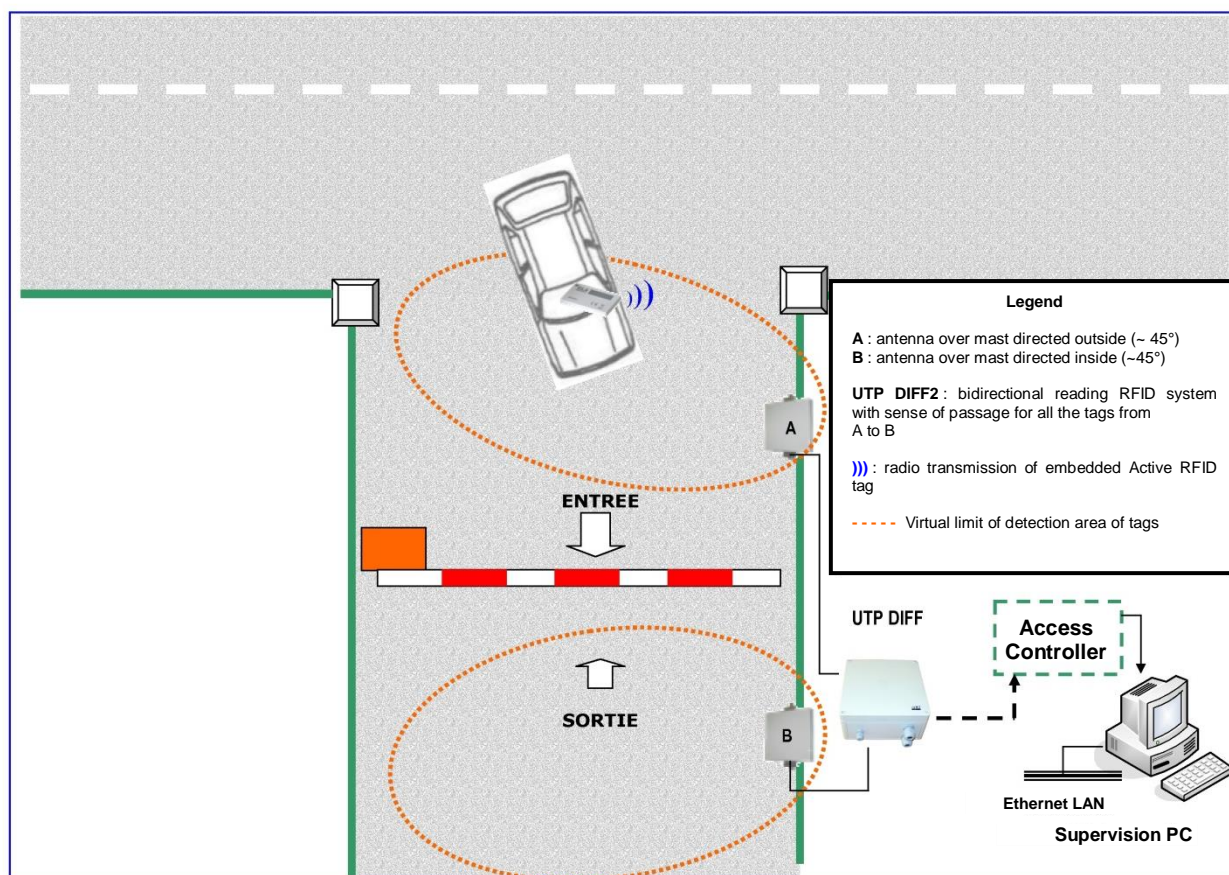 Legend
A : antenna over mast directed outside (~ 45°)
B : antenna over mast directed inside (~45°)
UTP DIFF2 : bidirectional reading RFID system
with sense of passage for all the tags from
A to B
))) : radio transmission of embedded Active RFID
tag
----- Virtual limit of detection area of tags
A
ENTREE
SORTIE
B
UTP DIFF
Access
Controller
Ethernet LAN
Supervision PC